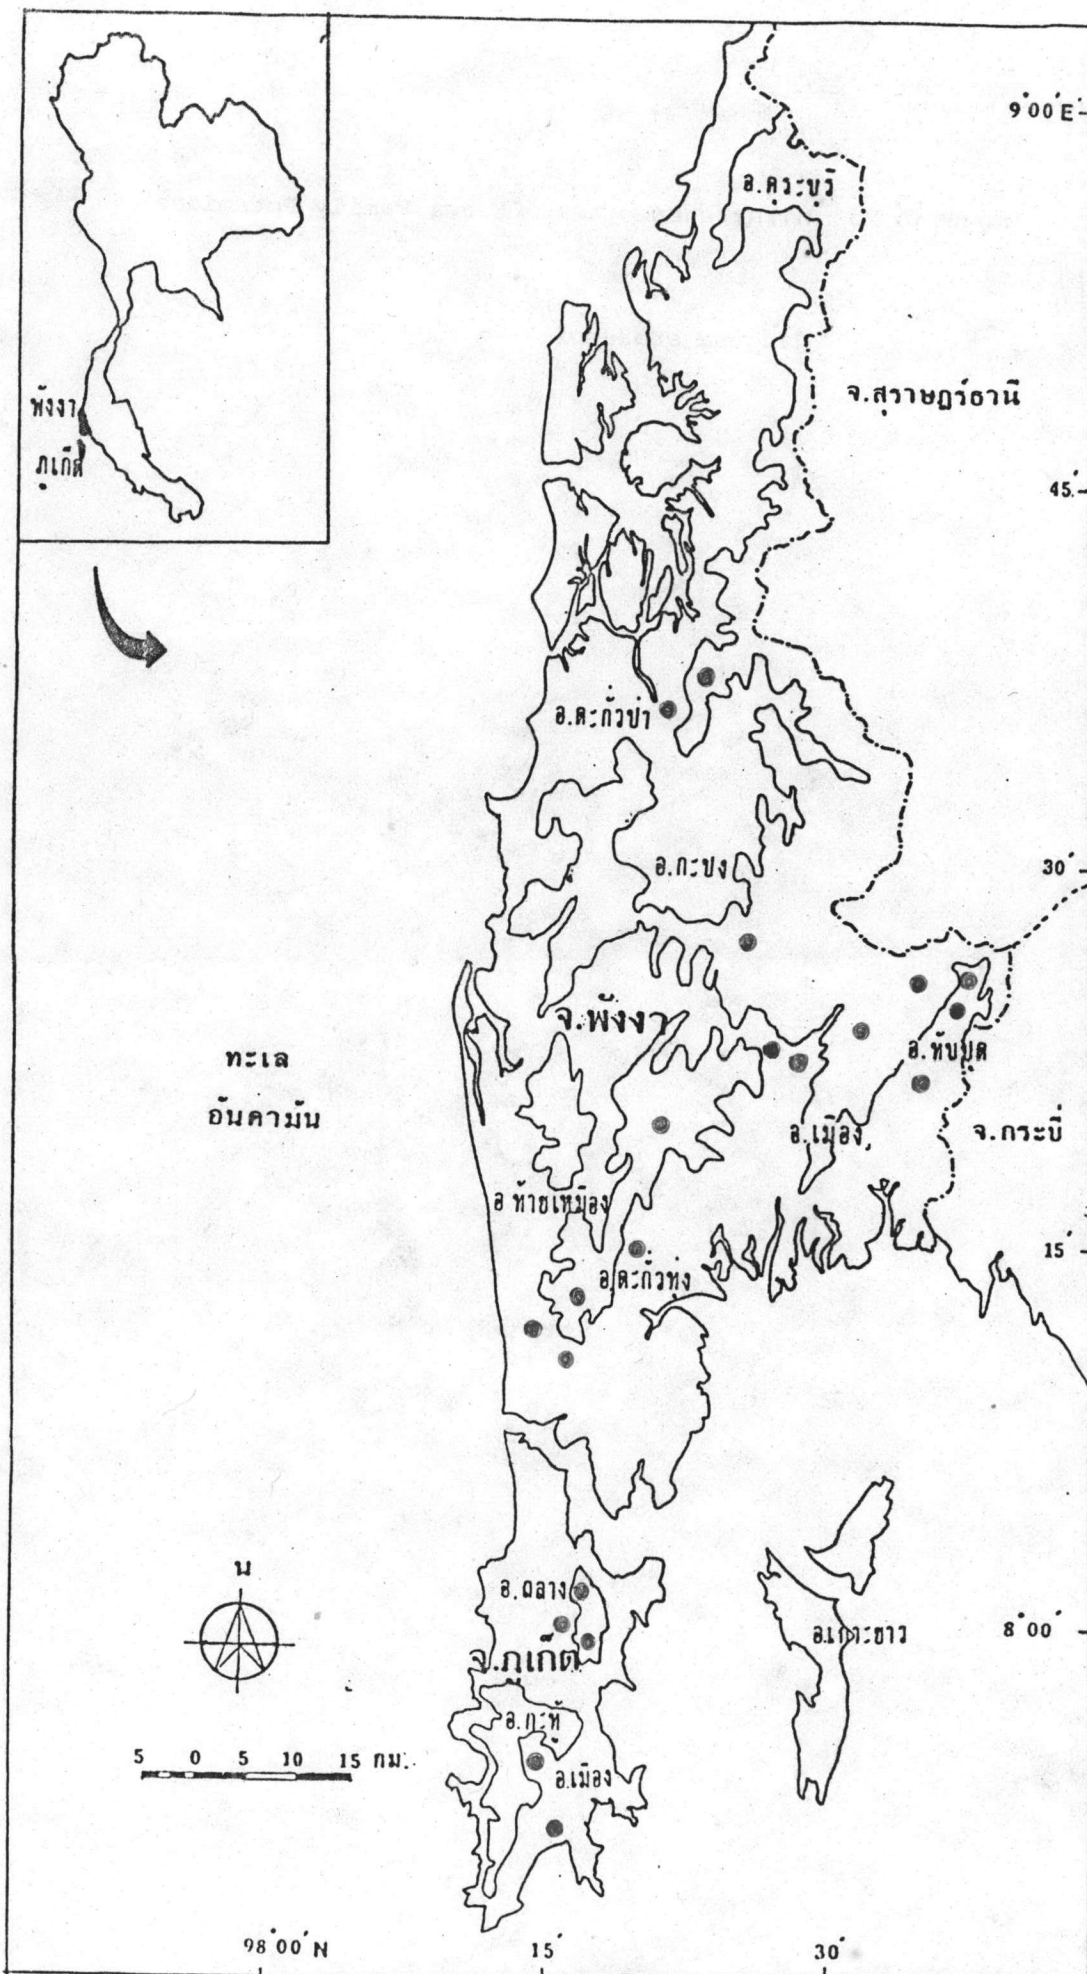 9°00´E
อ.คุระบุรี
พังงา
ภูเก็ต
จ.สุราษฎร์ธานี
45´
อ.ตะกั่วป่า
30´
อ.กะปง
จ.พังงา
ทะเล
อันดามัน
อ.ทับปุด
อ.เมือง
จ.กระบี่
อ.ท้ายเหมือง
15´
อ.ตะกั่วทุ่ง
น
อ.ถลาง
8°00´
อ.เกาะยาว
จ.ภูเก็ต
อ.กะทู้
5 0 5 10 15 กม.
อ.เมือง
98°00´N 15´ 30´